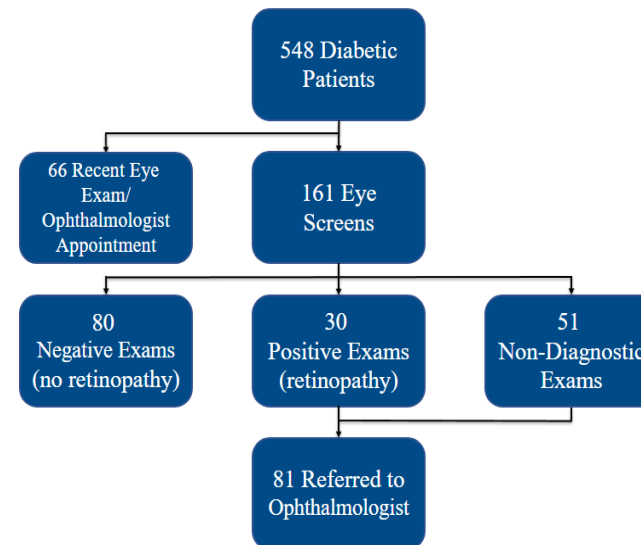 548 Diabetic
Patients
66 Recent Eye
Exam/
Ophthalmologist
Appointment
161 Eye
Screens
80
Negative Exams
(no retinopathy)
30
Positive Exams
(retinopathy)
51
Non-Diagnostic
Exams
81 Referred to
Ophthalmologist